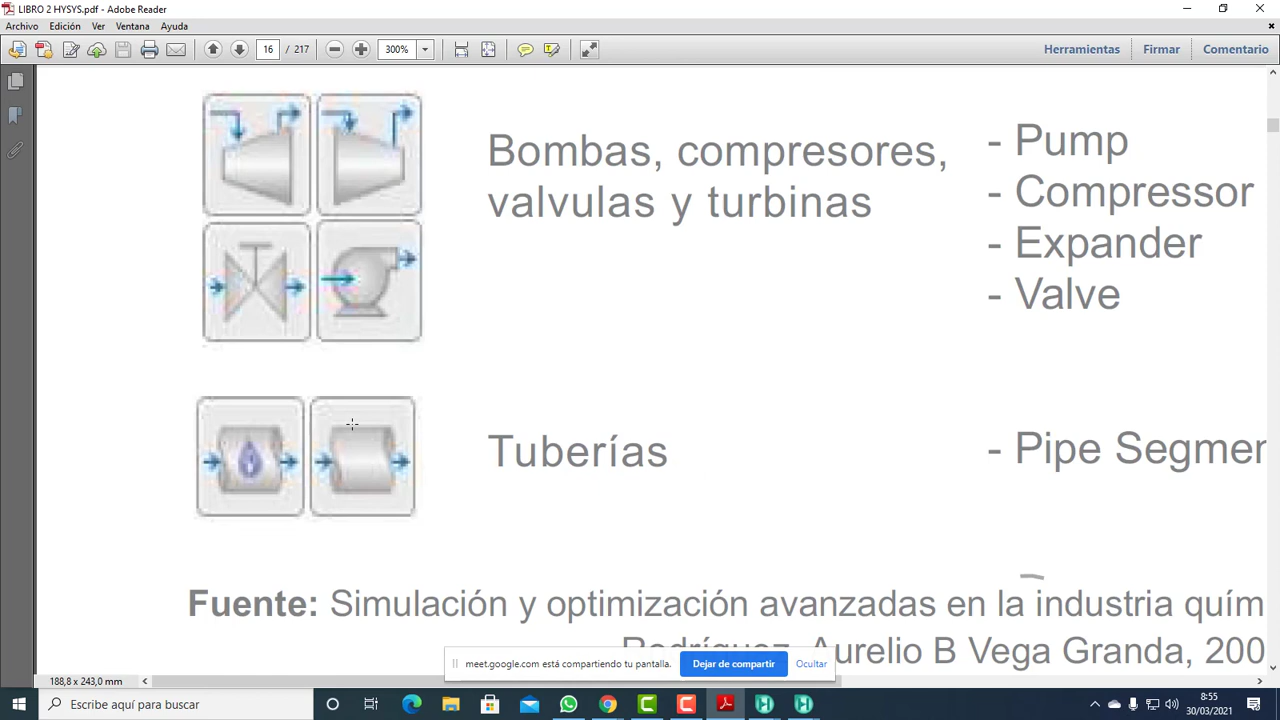 LIBRO 2 HYSYS.pdf - Adobe Reader
Archivo Edición Ver Ventana Ayuda
16 / 217 300% Herramientas Firmar Comentario
Bombas, compresores,
valvulas y turbinas
- Pump
- Compressor
- Expander
- Valve
Tuberías
- Pipe Segmer
Fuente: Simulación y optimización avanzadas en la industria quím
Rodríguez, Aurelio B Vega Granda, 200
meet.google.com está compartiendo tu pantalla. Dejar de compartir Ocultar
188,8 x 243,0 mm
Escribe aquí para buscar
8:55
30/03/2021